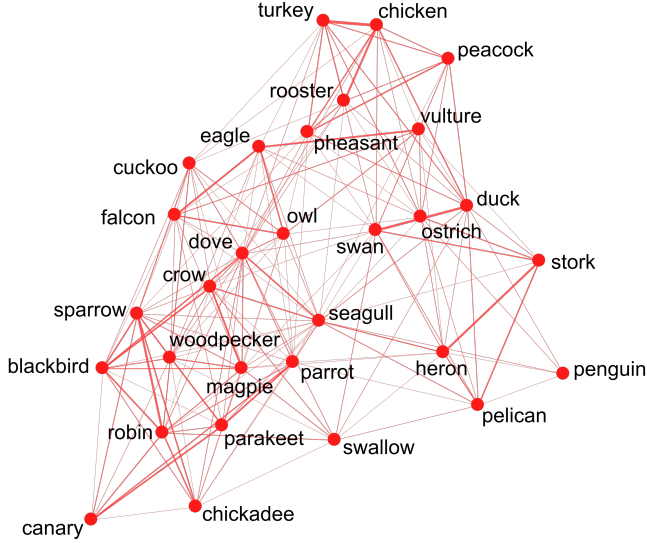 turkey
chicken
peacock
rooster
vulture
eagle
pheasant
cuckoo
duck
falcon
owl
ostrich
dove
swan
crow
stork
sparrow
seagull
woodpecker
blackbird
parrot
heron
penguin
magpie
pelican
robin
parakeet
swallow
chickadee
canary